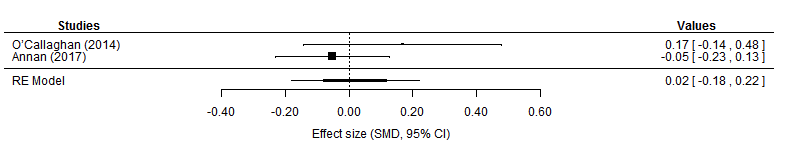 Studies Values
O'Callaghan (2014) 0.17 [ -0.14 , 0.48 ]
Annan (2017) -0.05 [ -0.23 , 0.13 ]
RE Model 0.02 [ -0.18 , 0.22 ]
-0.40 -0.20 0.00 0.20 0.40 0.60
Effect size (SMD, 95% CI)